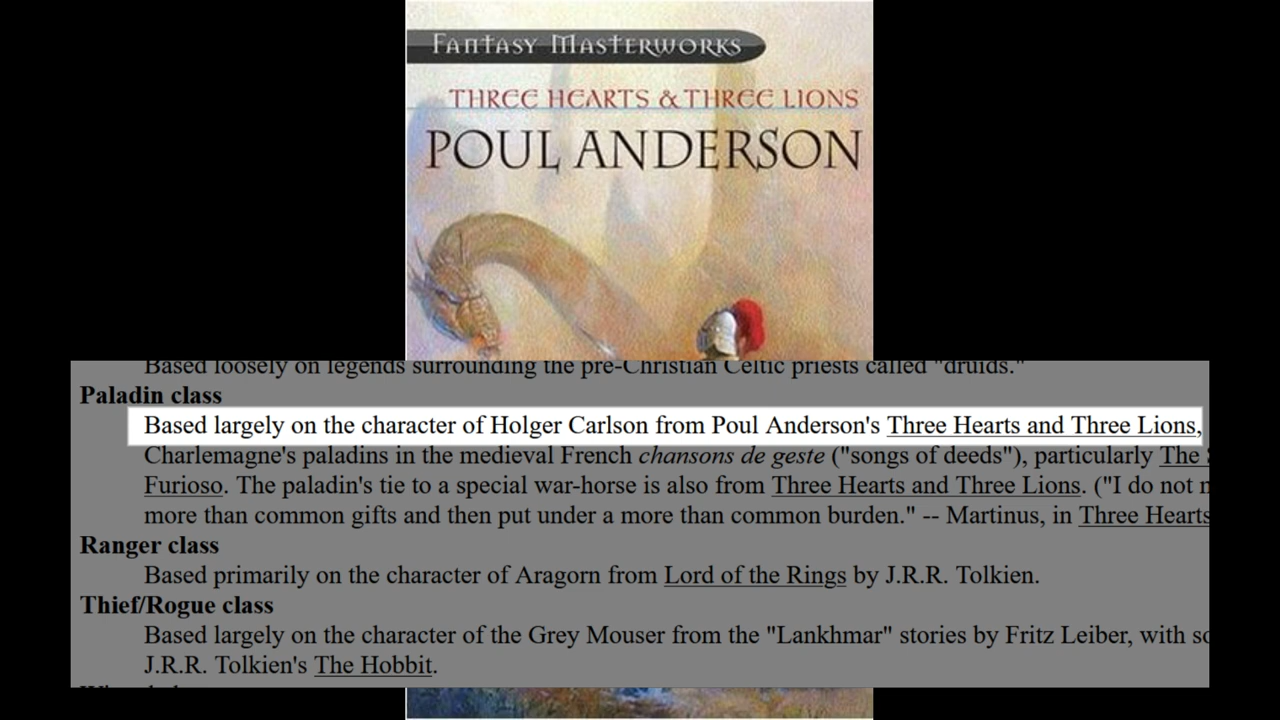 FANTASY MASTERWORKS
THREE HEARTS & THREE LIONS
POUL ANDERSON
Based loosely on legends surrounding the pre-Christian Celtic priests called "druids."
Paladin class
Based largely on the character of Holger Carlson from Poul Anderson's Three Hearts and Three Lions,
Charlemagne's paladins in the medieval French chansons de geste ("songs of deeds"), particularly The
Furioso. The paladin's tie to a special war-horse is also from Three Hearts and Three Lions. ("I do not
more than common gifts and then put under a more than common burden." -- Martinus, in Three Hearts
Ranger class
Based primarily on the character of Aragorn from Lord of the Rings by J.R.R. Tolkien.
Thief/Rogue class
Based largely on the character of the Grey Mouser from the "Lankhmar" stories by Fritz Leiber, with
J.R.R. Tolkien's The Hobbit.